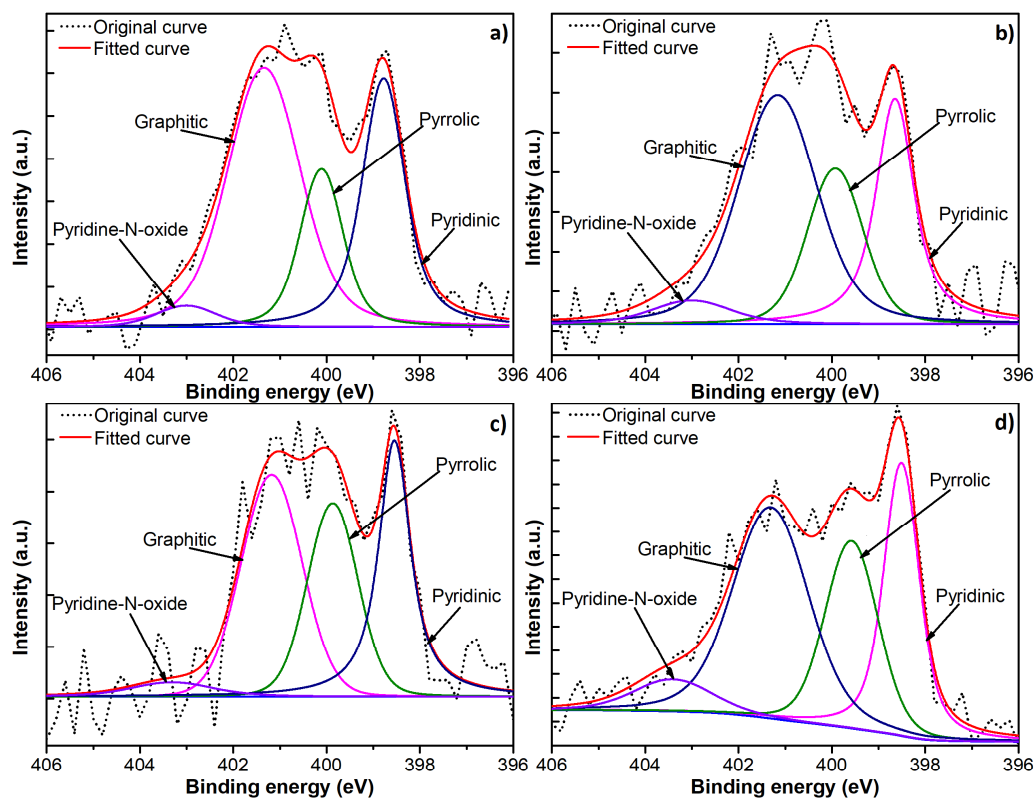 Original curve
Fitted curve
a)
Graphitic
Pyrrolic
Pyridine-N-oxide
Pyridinic
Intensity (a.u.)
406 404 402 400 398 396
Binding energy (eV)
Original curve
Fitted curve
b)
Graphitic
Pyrrolic
Pyridine-N-oxide
Pyridinic
Intensity (a.u.)
406 404 402 400 398 396
Binding energy (eV)
Original curve
Fitted curve
c)
Pyrrolic
Graphitic
Pyridine-N-oxide
Pyridinic
Intensity (a.u.)
406 404 402 400 398 396
Binding energy (eV)
Original curve
Fitted curve
d)
Pyrrolic
Graphitic
Pyridine-N-oxide
Pyridinic
Intensity (a.u.)
406 404 402 400 398 396
Binding energy (eV)